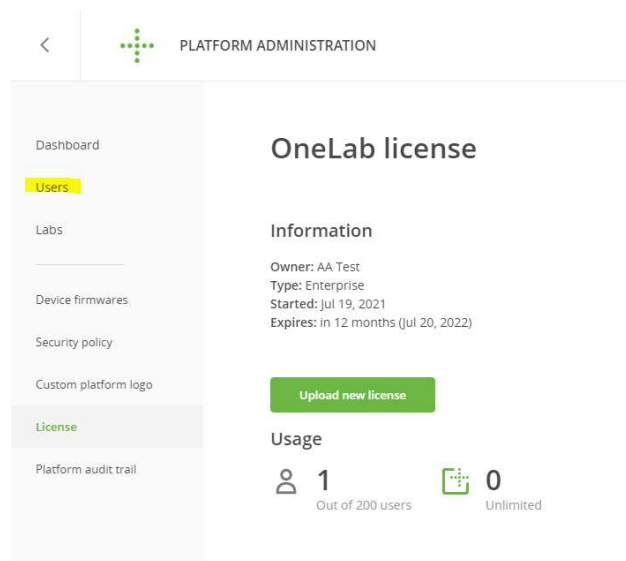 PLATFORM ADMINISTRATION
Dashboard
Users
Labs
Device firmwares
Security policy
Custom platform logo
License
Platform audit trail
OneLab license
Information
Owner: AA Test
Type: Enterprise
Started: Jul 19, 2021
Expires: in 12 months (Jul 20, 2022)
Upload new license
Usage
1
Out of 200 users
0
Unlimited